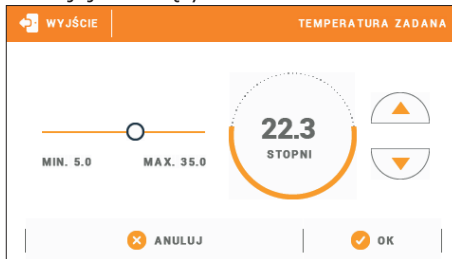 WYJŚCIE
TEMPERATURA ZADANA
22.3
STOPNI
MIN. 5.0
MAX. 35.0
ANULUJ
OK